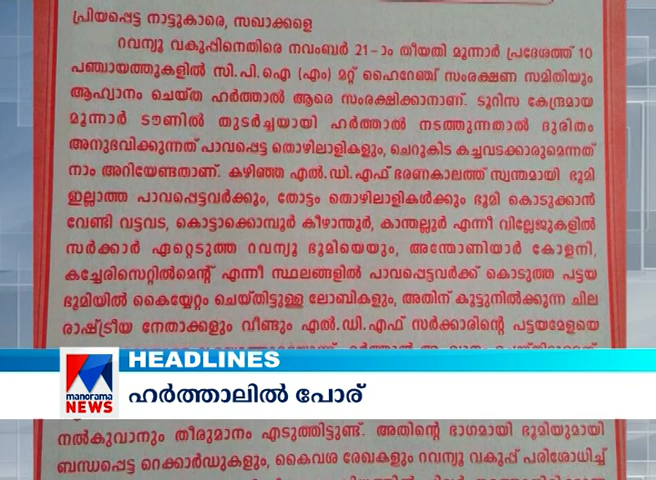 പ്രിയപ്പെട്ട നാട്ടുകാരെ, സഖാക്കളെ
റവന്യൂ വകുപ്പിനെതിരെ നവംബർ 21-ാം തീയതി മൂന്നാർ പ്രദേശത്ത് 10
പഞ്ചായത്തുകളിൽ സി.പി.ഐ (എം) മറ്റ് ഹൈറേഞ്ച് സംരക്ഷണ സമിതിയും
ആഹ്വാനം ചെയ്ത ഹർത്താൽ ആരെ സംരക്ഷിക്കാനാണ്. ടൂറിസ കേന്ദ്രമായ
മൂന്നാർ ടൗണിൽ തുടർച്ചയായി ഹർത്താൽ നടത്തുന്നതാൽ ദുരിതം
അനുഭവിക്കുന്നത് പാവപ്പെട്ട തൊഴിലാളികളും, ചെറുകിട കച്ചവടക്കാരുമെന്നത്
നാം അറിയേണ്ടതാണ്. കഴിഞ്ഞ എൽ.ഡി.എഫ് ഭരണകാലത്ത് സ്വന്തമായി ഭൂമി
ഇല്ലാത്ത പാവപ്പെട്ടവർക്കും, തോട്ടം തൊഴിലാളികൾക്കും ഭൂമി കൊടുക്കാൻ
വേണ്ടി വട്ടവട, കൊട്ടാക്കൊമ്പൂർ കീഴാന്തൂർ, കാന്തല്ലൂർ എന്നീ വില്ലേജുകളിൽ
സർക്കാർ ഏറ്റെടുത്ത റവന്യൂ ഭൂമിയെയും, അന്തോണിയാർ കോളനി,
കച്ചേരിസെറ്റിൽമെന്റ് എന്നീ സ്ഥലങ്ങളിൽ പാവപ്പെട്ടവർക്ക് കൊടുത്ത പട്ടയ
ഭൂമിയിൽ കൈയ്യേറ്റം ചെയ്തിട്ടുള്ള ലോബികളും, അതിന് കൂട്ടുനിൽക്കുന്ന ചില
രാഷ്ട്രീയ നേതാക്കളും വീണ്ടും എൽ.ഡി.എഫ് സർക്കാരിന്റെ പട്ടയമേളയെ
HEADLINES
manorama
NEWS
ഹർത്താലിൽ പോര്
നൽകുവാനും തീരുമാനം എടുത്തിട്ടുണ്ട്. അതിന്റെ ഭാഗമായി ഭൂമിയുമായി
ബന്ധപ്പെട്ട റെക്കാർഡുകളും, കൈവശ രേഖകളും റവന്യൂ വകുപ്പ് പരിശോധിച്ച്